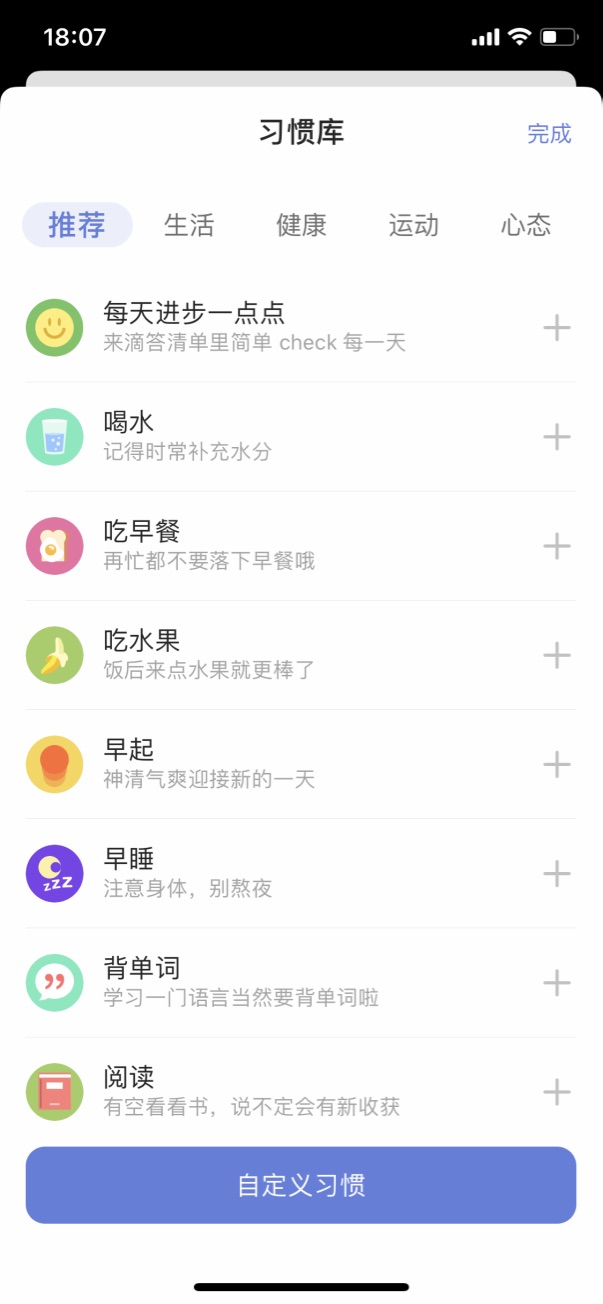 18:07
习惯库
完成
推荐 生活 健康 运动 心态
每天进步一点点
来滴答清单里简单 check 每一天
喝水
记得时常补充水分
吃早餐
再忙都不要落下早餐哦
吃水果
饭后来点水果就更棒了
早起
神清气爽迎接新的一天
早睡
zzz
注意身体，别熬夜
背单词
学习一门语言当然要背单词啦
阅读
有空看看书，说不定会有新收获
自定义习惯